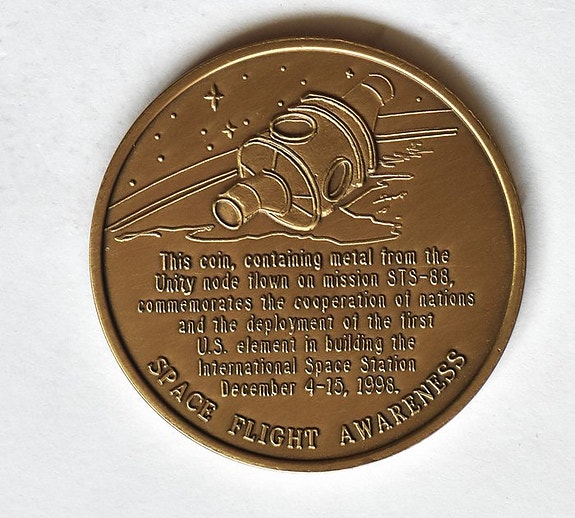 This coin, containing metal from the
Unity node flown on mission STS-88,
commemorates the cooperation of nations
and the deployment of the first
U.S. element in building the
International Space Station
December 4-15, 1998.
SPACE FLIGHT AWARENESS